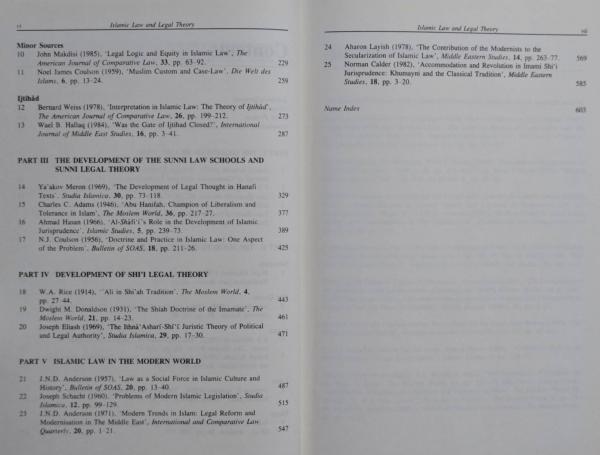 vi Islamic Law and Legal Theory
Minor Sources
10 John Makdisi (1985), 'Legal Logic and Equity in Islamic Law', The
American Journal of Comparative Law, 33, pp. 63–92. 229
11 Noel James Coulson (1959), 'Muslim Custom and Case-Law', Die Welt des
Islams, 6, pp. 13–24. 259
Ijtihād
12 Bernard Weiss (1978), 'Interpretation in Islamic Law: The Theory of Ijtihād',
The American Journal of Comparative Law, 26, pp. 199–212. 273
13 Wael B. Hallaq (1984), 'Was the Gate of Ijtihad Closed?', International
Journal of Middle East Studies, 16, pp. 3–41. 287
PART III THE DEVELOPMENT OF THE SUNNI LAW SCHOOLS AND
SUNNI LEGAL THEORY
14 Ya'akov Meron (1969), 'The Development of Legal Thought in Hanafi
Texts', Studia Islamica, 30, pp. 73–118. 329
15 Charles C. Adams (1946), 'Abu Hanifah, Champion of Liberalism and
Tolerance in Islam', The Moslem World, 36, pp. 217–27. 377
16 Ahmad Hasan (1966), 'Al-Shāfi'ī's Role in the Development of Islamic
Jurisprudence', Islamic Studies, 5, pp. 239–73. 389
17 N.J. Coulson (1956), 'Doctrine and Practice in Islamic Law: One Aspect
of the Problem', Bulletin of SOAS, 18, pp. 211–26. 425
PART IV DEVELOPMENT OF SHI'I LEGAL THEORY
18 W.A. Rice (1914), ''Ali in Shi'ah Tradition', The Moslem World, 4,
pp. 27–44. 443
19 Dwight M. Donaldson (1931), 'The Shiah Doctrine of the Imamate', The
Moslem World, 21, pp. 14–23. 461
20 Joseph Eliash (1969), 'The Ithnā'Asharī-Shī'ī Juristic Theory of Political
and Legal Authority', Studia Islamica, 29, pp. 17–30. 471
PART V ISLAMIC LAW IN THE MODERN WORLD
21 J.N.D. Anderson (1957), 'Law as a Social Force in Islamic Culture and
History', Bulletin of SOAS, 20, pp. 13–40. 487
22 Joseph Schacht (1960), 'Problems of Modern Islamic Legislation', Studia
Islamica, 12, pp. 99–129. 515
23 J.N.D. Anderson (1971), 'Modern Trends in Islam: Legal Reform and
Modernisation in The Middle East', International and Comparative Law
Quarterly, 20, pp. 1–21. 547
Islamic Law and Legal Theory vii
24 Aharon Layish (1978), 'The Contribution of the Modernists to the
Secularization of Islamic Law', Middle Eastern Studies, 14, pp. 263–77. 569
25 Norman Calder (1982), 'Accommodation and Revolution in Imami Shi'i
Jurisprudence: Khumayni and the Classical Tradition', Middle Eastern
Studies, 18, pp. 3–20. 585
Name Index 603